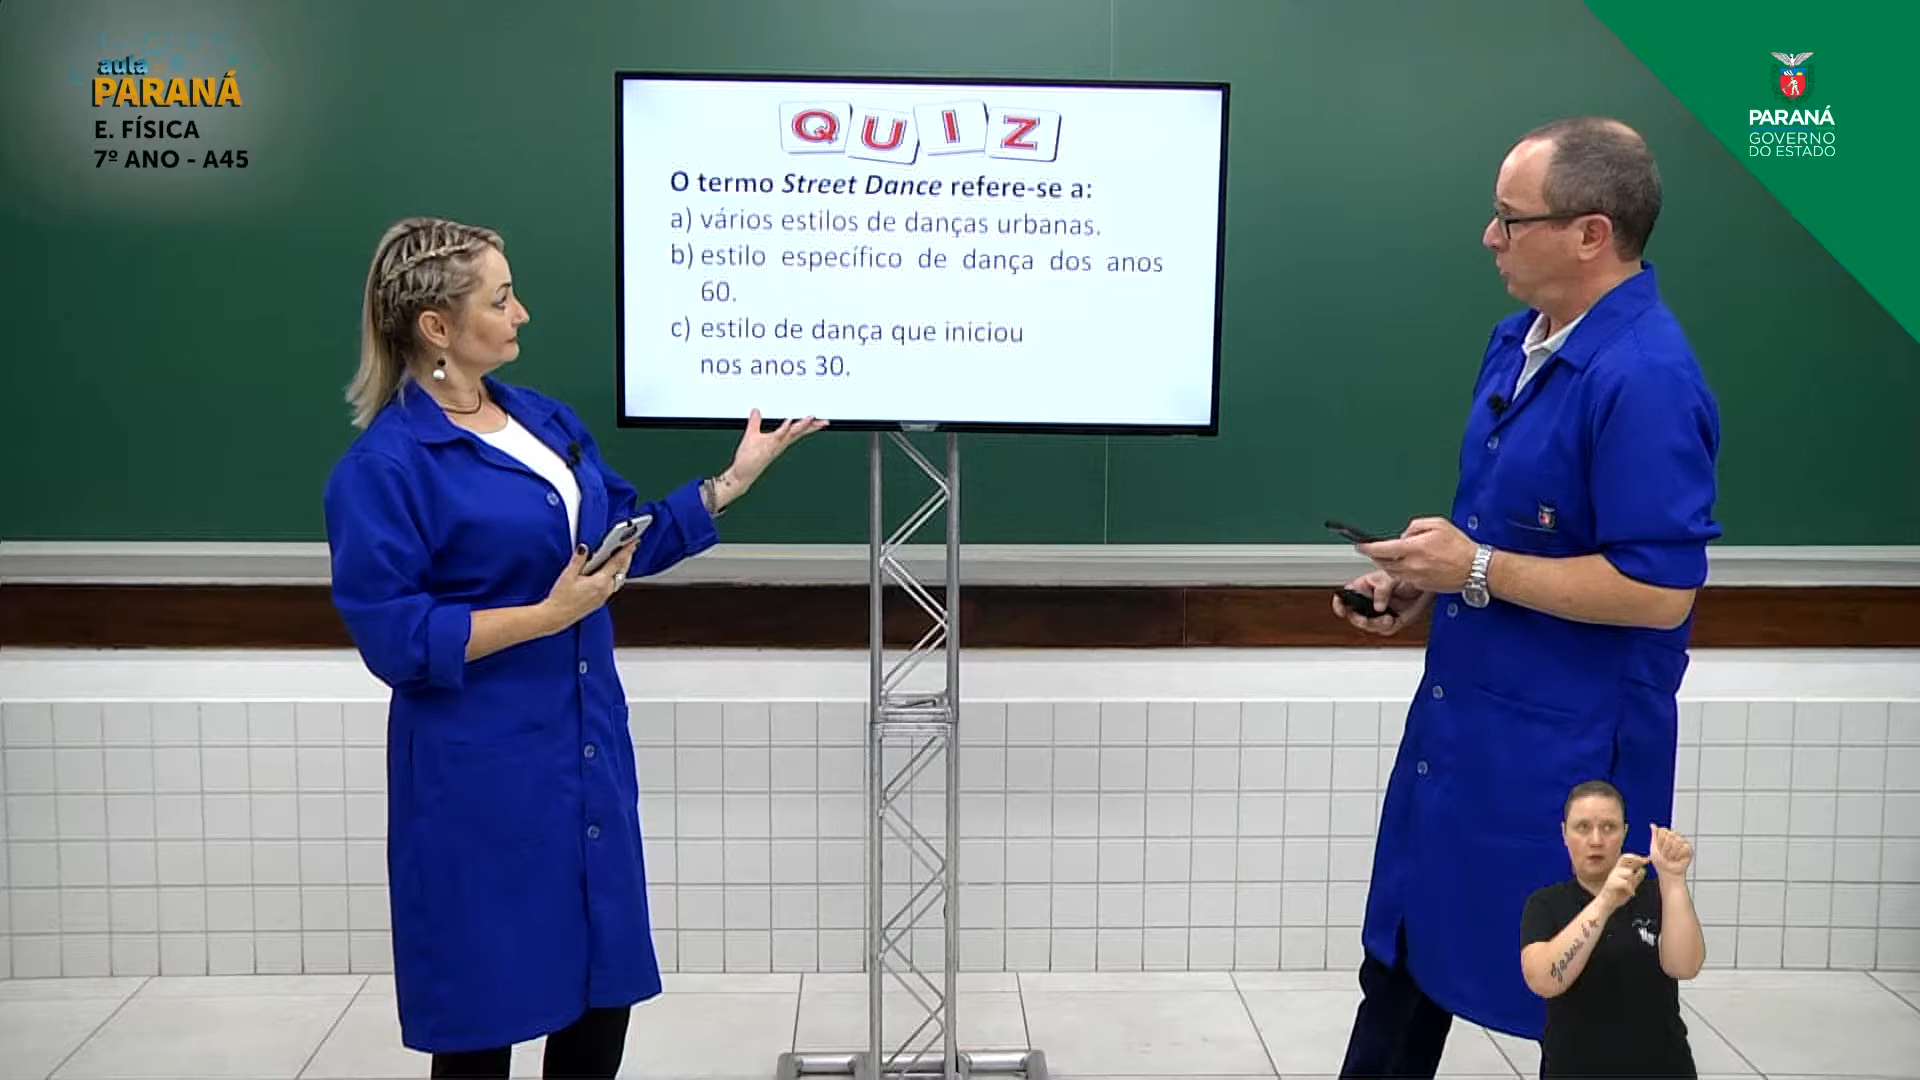 aula
PARANÁ
E. FÍSICA
7º ANO - A45
QUIZ
O termo Street Dance refere-se a:
a) vários estilos de danças urbanas.
b) estilo específico de dança dos anos
60.
c) estilo de dança que iniciou
nos anos 30.
PARANÁ
GOVERNO
DO ESTADO